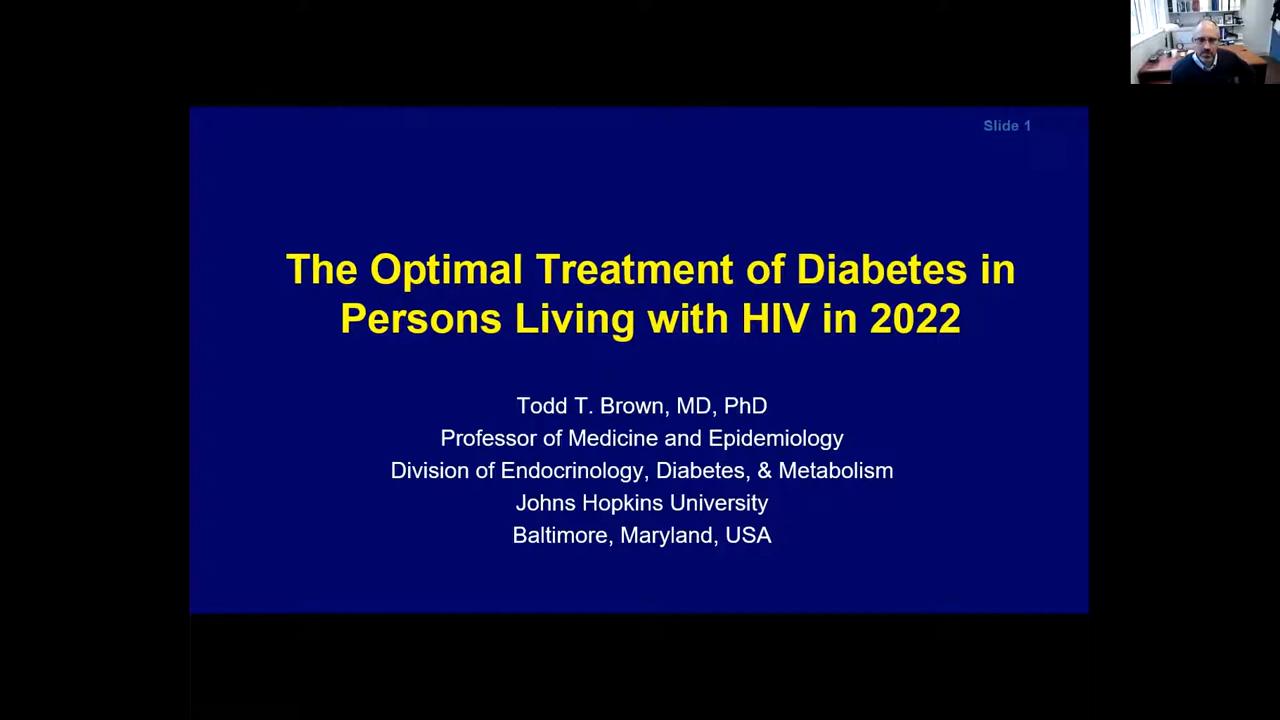 Slide 1
The Optimal Treatment of Diabetes in
Persons Living with HIV in 2022
Todd T. Brown, MD, PhD
Professor of Medicine and Epidemiology
Division of Endocrinology, Diabetes, & Metabolism
Johns Hopkins University
Baltimore, Maryland, USA